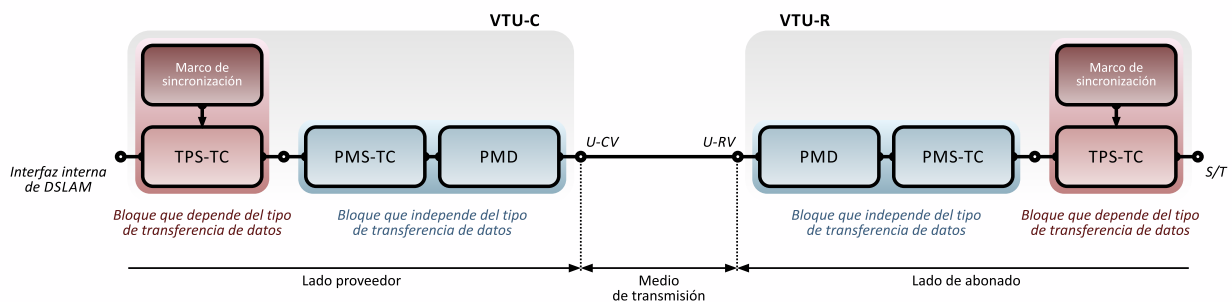 VTU-C
VTU-R
Marco de
sincronización
Marco de
sincronización
TPS-TC
PMS-TC
PMD
U-CV
U-RV
PMD
PMS-TC
TPS-TC
Interfaz interna
de DSLAM
S/T
Bloque que depende del tipo
de transferencia de datos
Bloque que independe del tipo
de transferencia de datos
Bloque que independe del tipo
de transferencia de datos
Bloque que depende del tipo
de transferencia de datos
Lado proveedor
Medio
de transmisión
Lado de abonado